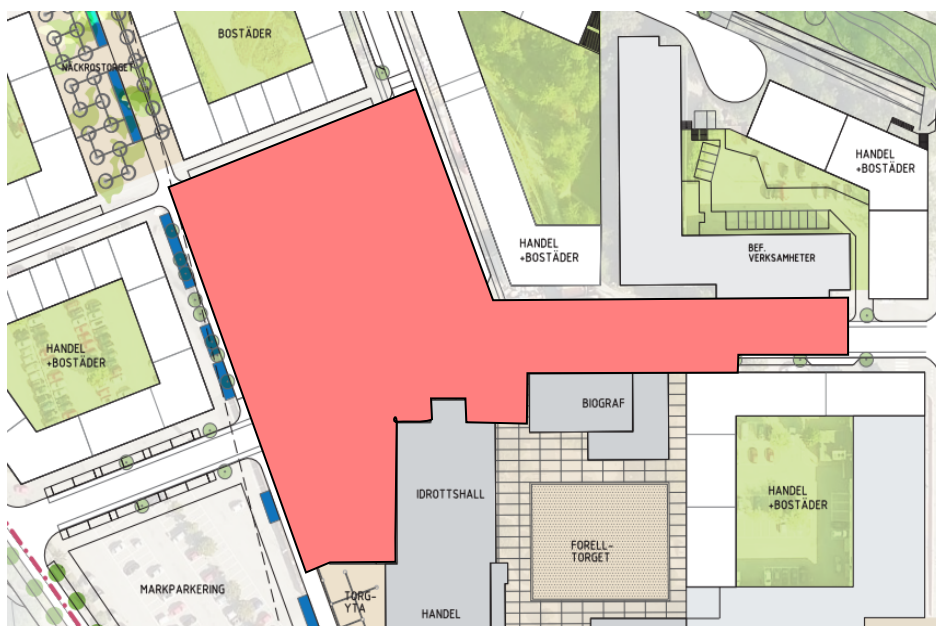 BOSTÄDER
NÄCKROSTORGET
HANDEL
+BOSTÄDER
HANDEL
+BOSTÄDER
BEF.
VERKSAMHETER
HANDEL
+BOSTÄDER
BIOGRAF
IDROTTSHALL
HANDEL
+BOSTÄDER
FORELL-
TORGET
MARKPARKERING
TORG-
YTA
HANDEL